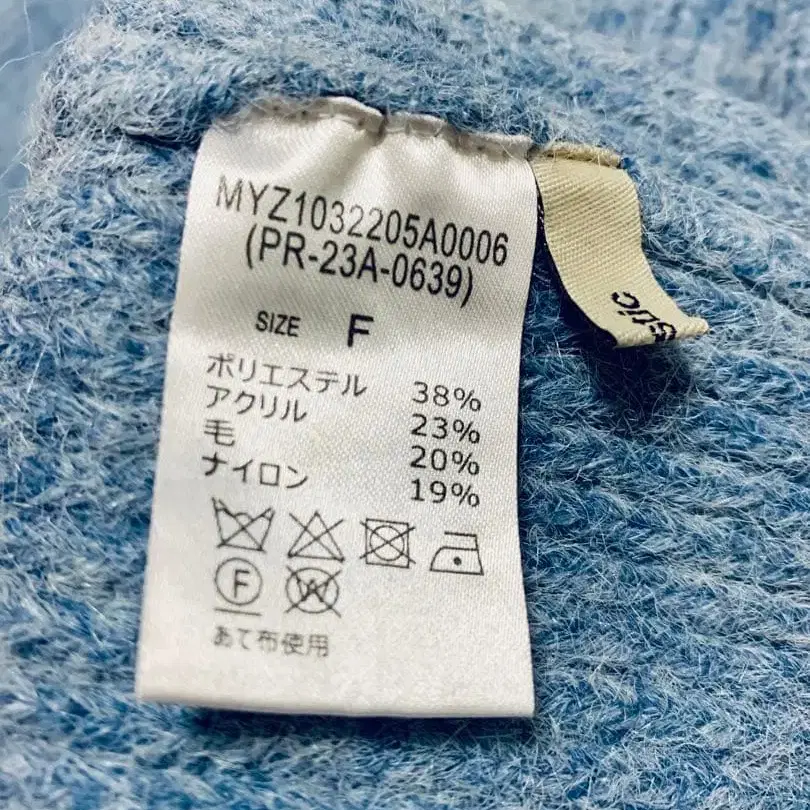 MYZ1032205A0006
(PR-23A-0639)
SIZE F
ポリエステル 38%
アクリル 23%
毛 20%
ナイロン 19%
F W
あて布使用